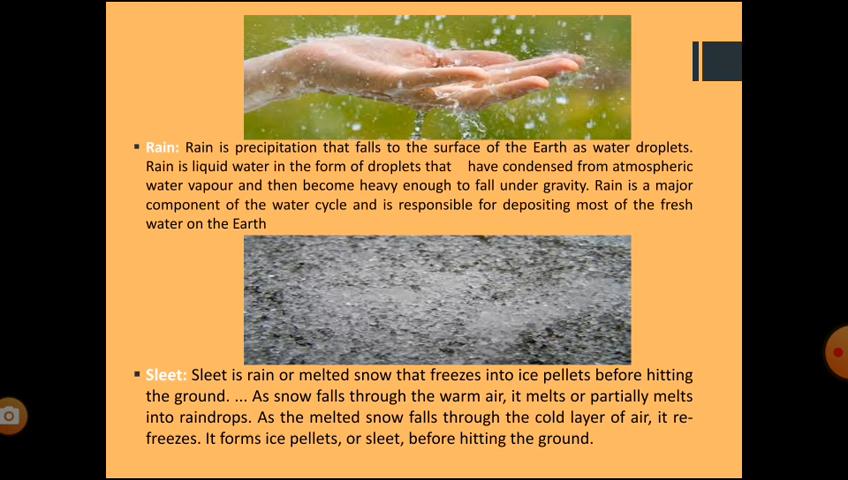 ▪ Rain: Rain is precipitation that falls to the surface of the Earth as water droplets.
Rain is liquid water in the form of droplets that have condensed from atmospheric
water vapour and then become heavy enough to fall under gravity. Rain is a major
component of the water cycle and is responsible for depositing most of the fresh
water on the Earth
▪ Sleet: Sleet is rain or melted snow that freezes into ice pellets before hitting
the ground. ... As snow falls through the warm air, it melts or partially melts
into raindrops. As the melted snow falls through the cold layer of air, it re-
freezes. It forms ice pellets, or sleet, before hitting the ground.